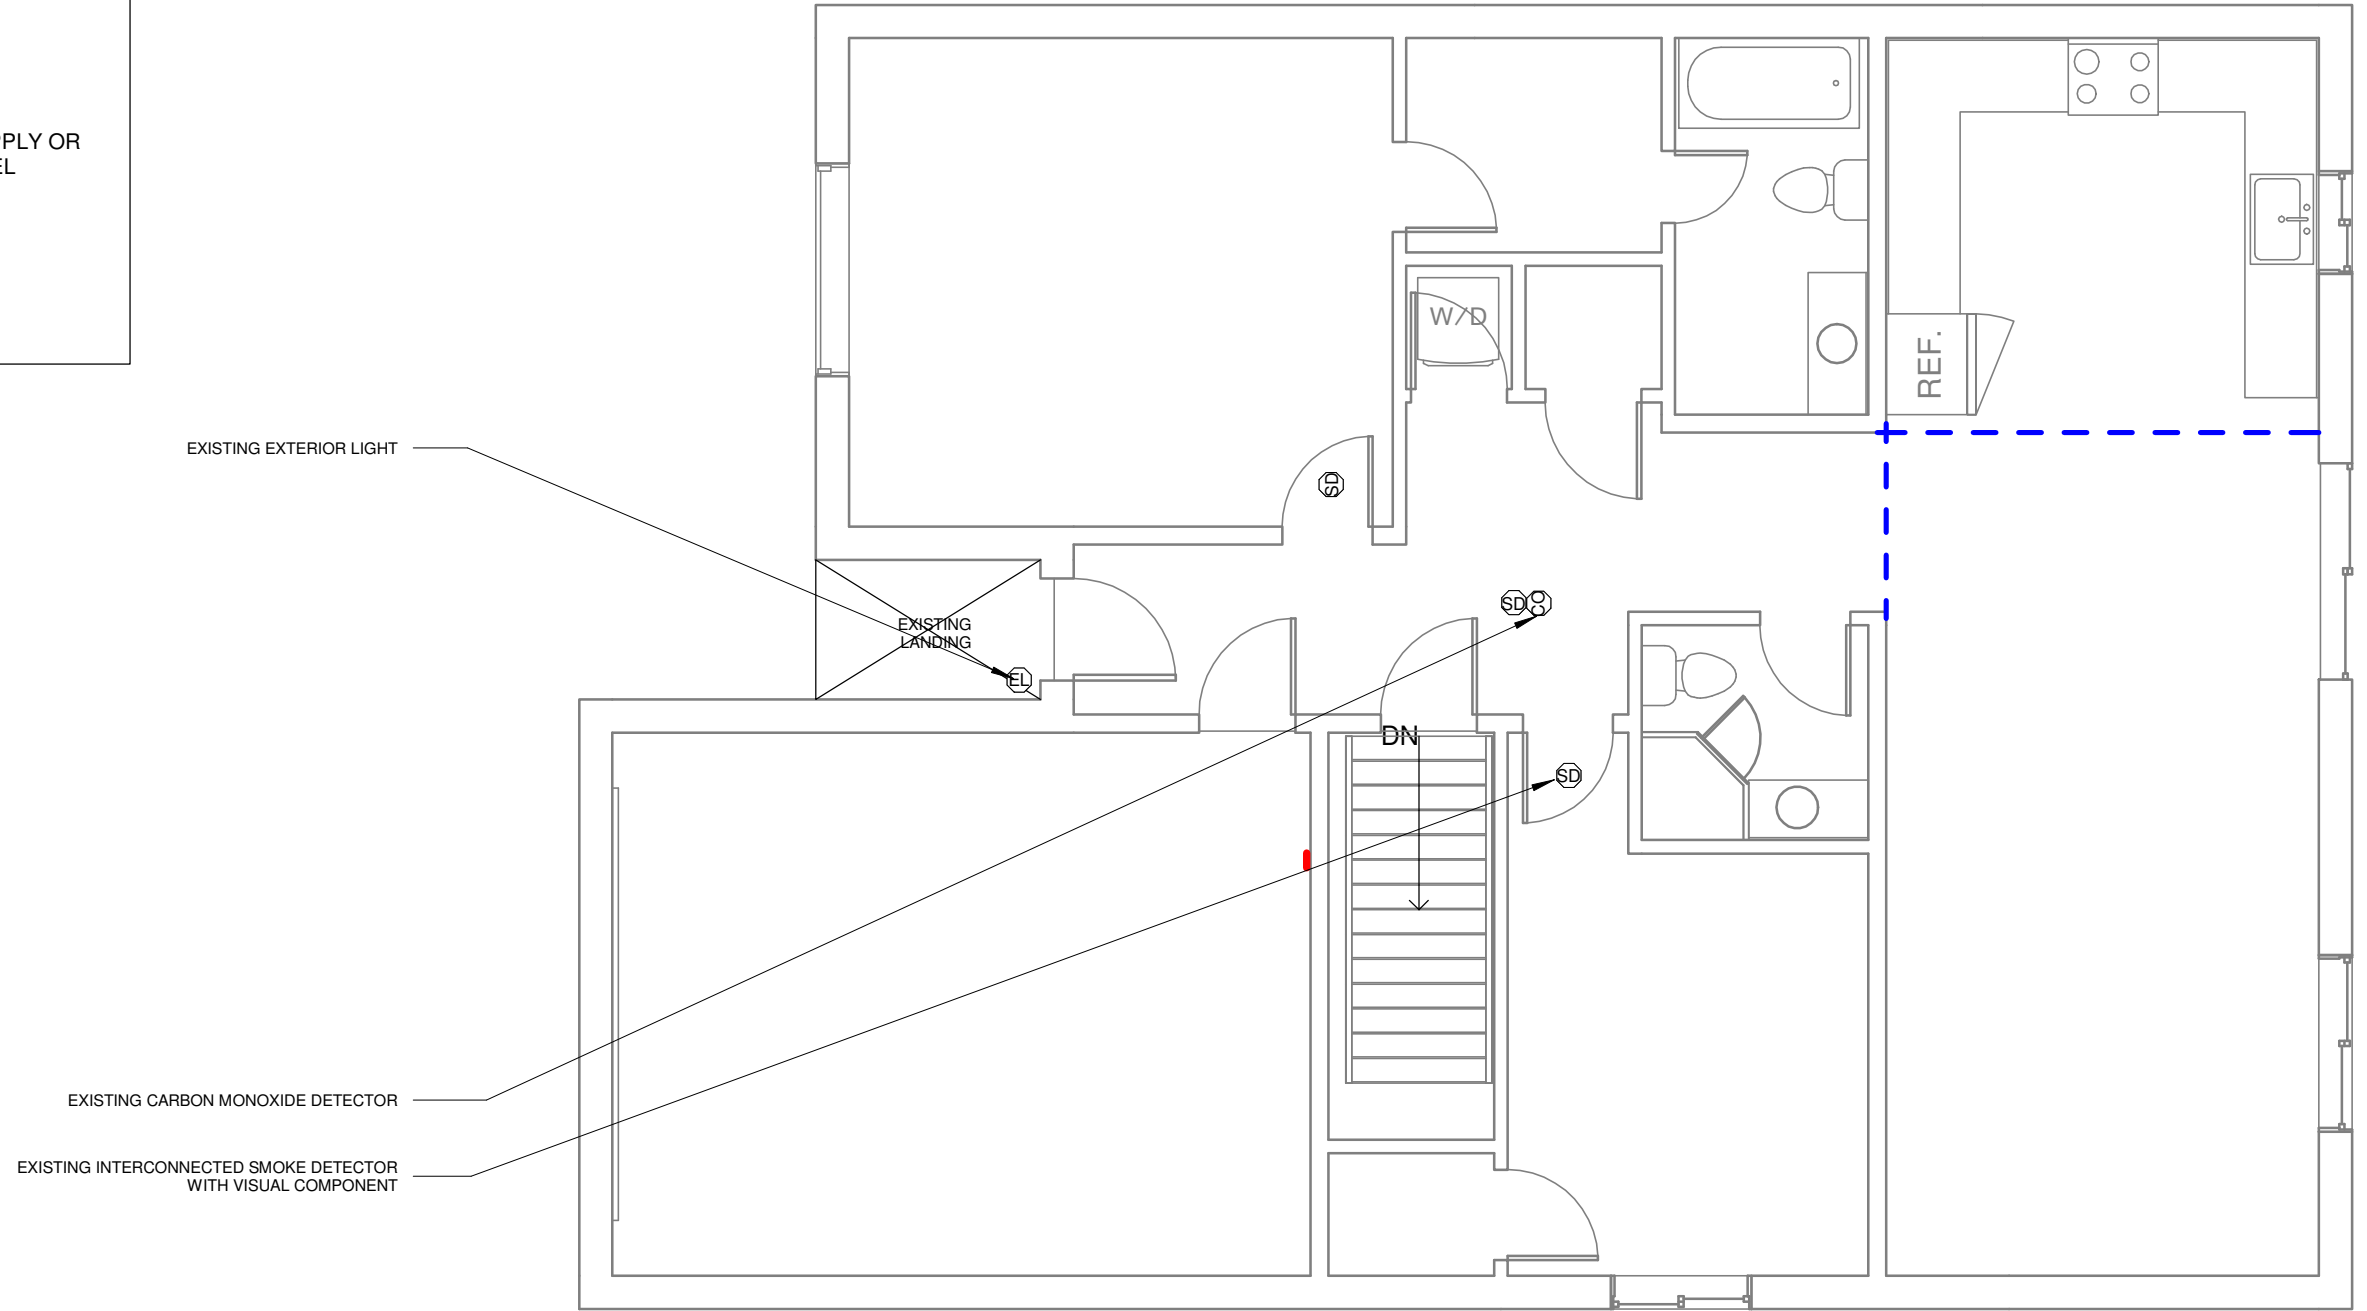 PPLY OR
EL
W/D
REF.
EXISTING EXTERIOR LIGHT
SD
SD
CO
EXISTING
LANDING
EL
DN
SD
EXISTING CARBON MONOXIDE DETECTOR
EXISTING INTERCONNECTED SMOKE DETECTOR
WITH VISUAL COMPONENT